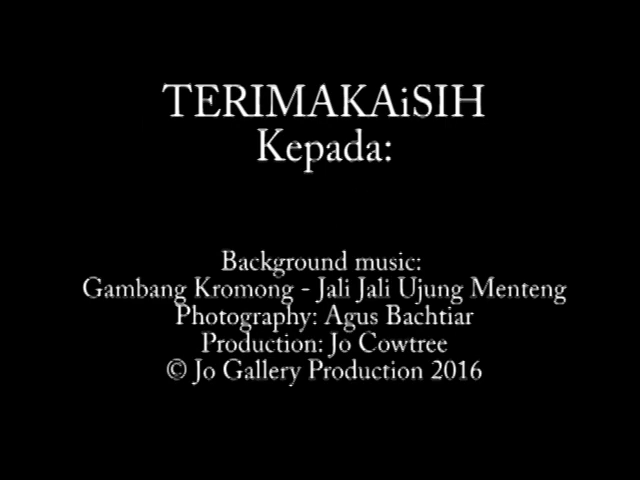 TERIMAKAiSIH
Kepada:
Background music:
Gambang Kromong - Jali Jali Ujung Menteng
Photography: Agus Bachtiar
Production: Jo Cowtree
© Jo Gallery Production 2016